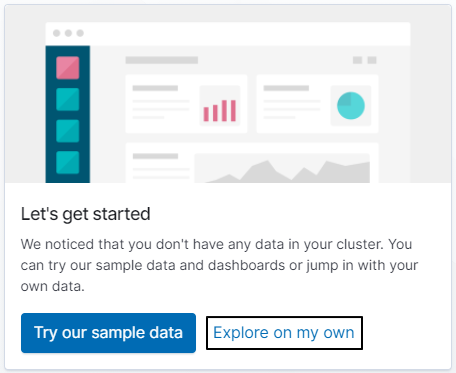 Let's get started
We noticed that you don't have any data in your cluster. You
can try our sample data and dashboards or jump in with your
own data.
Try our sample data
Explore on my own